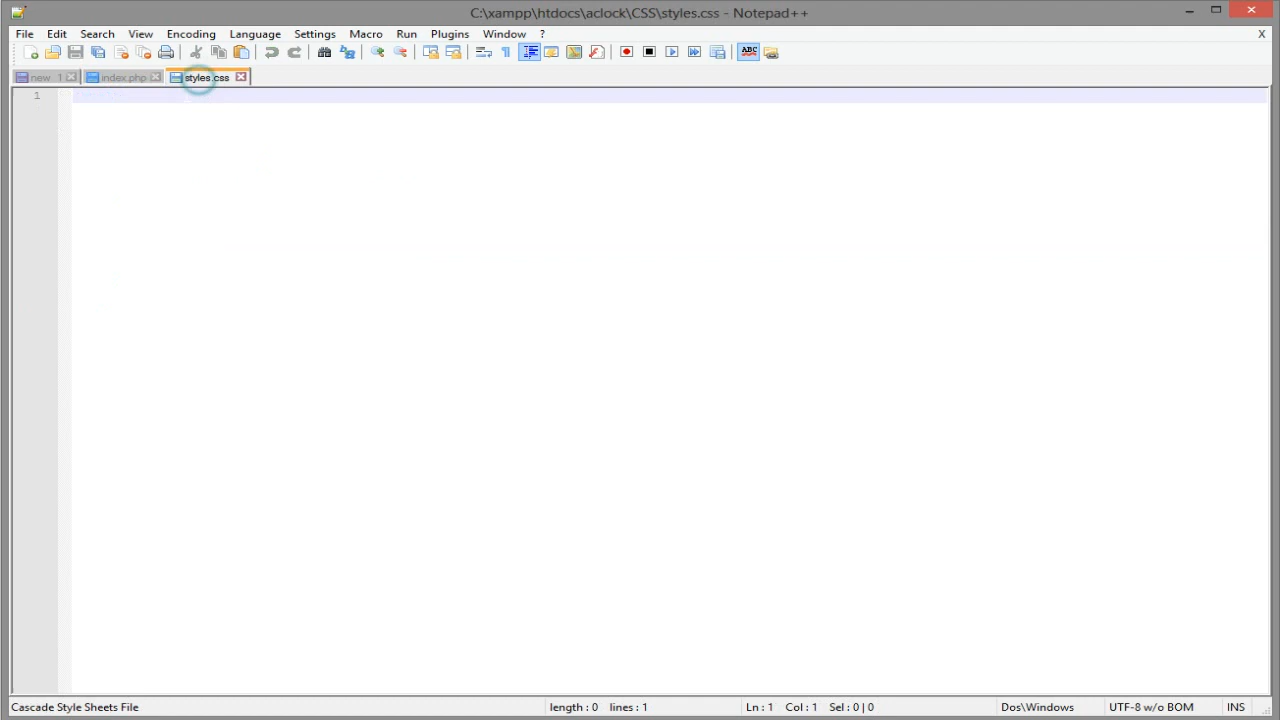 C:\xampp\htdocs\aclock\CSS\styles.css - Notepad++
File Edit Search View Encoding Language Settings Macro Run Plugins Window ? X
new 1 index.php styles.css
1
Cascade Style Sheets File length : 0 lines : 1 Ln : 1 Col : 1 Sel : 0 | 0 Dos\Windows UTF-8 w/o BOM INS